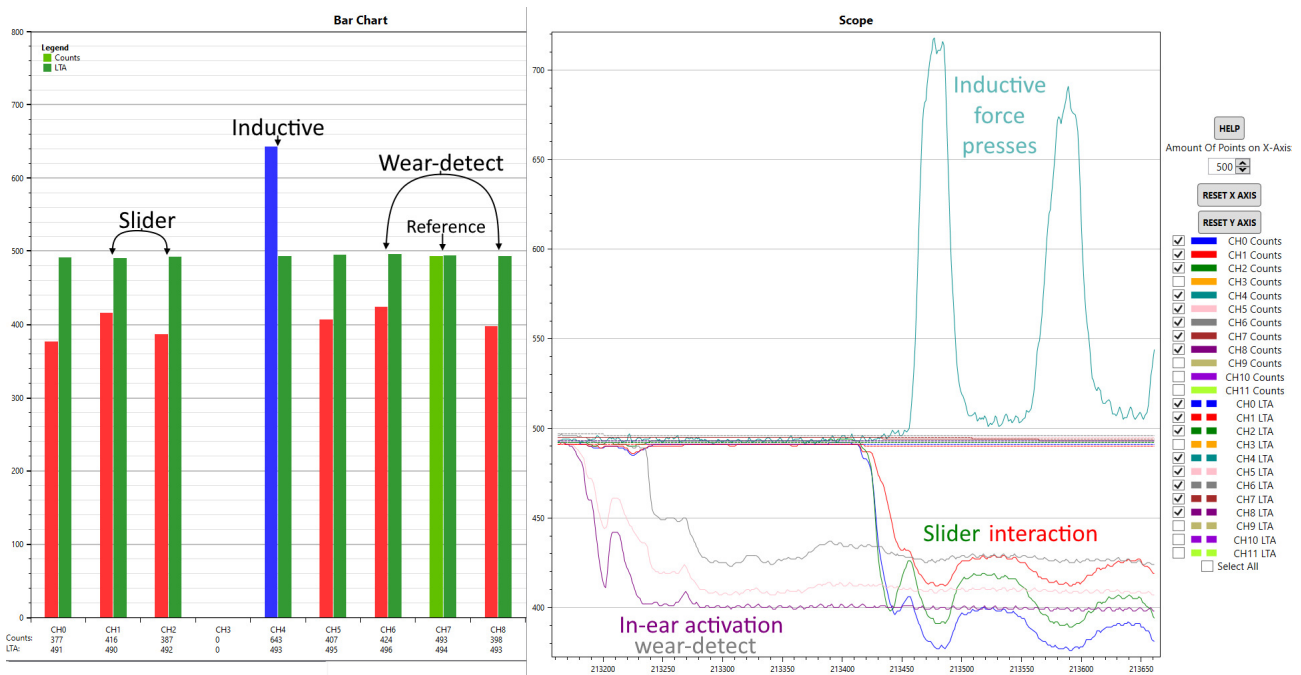 Bar Chart
800
700
600
500
400
300
200
100
0
Legend
Counts
LTA
Inductive
Wear-detect
Slider
Reference
CH0 CH1 CH2 CH3 CH4 CH5 CH6 CH7 CH8
Counts: 377 416 387 0 643 407 424 493 398
LTA: 491 490 492 0 493 495 496 494 493
Scope
700
650
600
550
500
450
400
Inductive
force
presses
Slider interaction
In-ear activation
wear-detect
213200 213250 213300 213350 213400 213450 213500 213550 213600 213650
HELP
Amount Of Points on X-Axis
500
RESET X AXIS
RESET Y AXIS
CH0 Counts
CH1 Counts
CH2 Counts
CH3 Counts
CH4 Counts
CH5 Counts
CH6 Counts
CH7 Counts
CH8 Counts
CH9 Counts
CH10 Counts
CH11 Counts
CH0 LTA
CH1 LTA
CH2 LTA
CH3 LTA
CH4 LTA
CH5 LTA
CH6 LTA
CH7 LTA
CH8 LTA
CH9 LTA
CH10 LTA
CH11 LTA
Select All